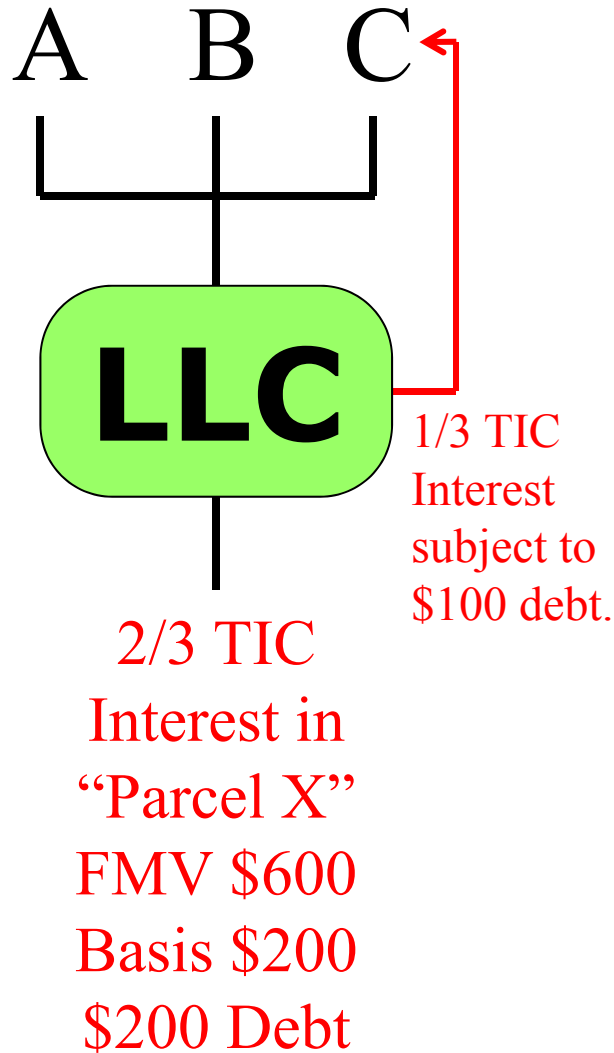 A B C
LLC
1/3 TIC
Interest
subject to
$100 debt.
2/3 TIC
Interest in
“Parcel X”
FMV $600
Basis $200
$200 Debt